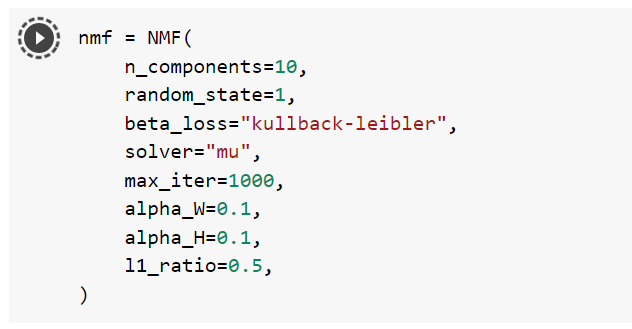 nmf = NMF(
    n_components=10,
    random_state=1,
    beta_loss="kullback-leibler",
    solver="mu",
    max_iter=1000,
    alpha_W=0.1,
    alpha_H=0.1,
    l1_ratio=0.5,
)